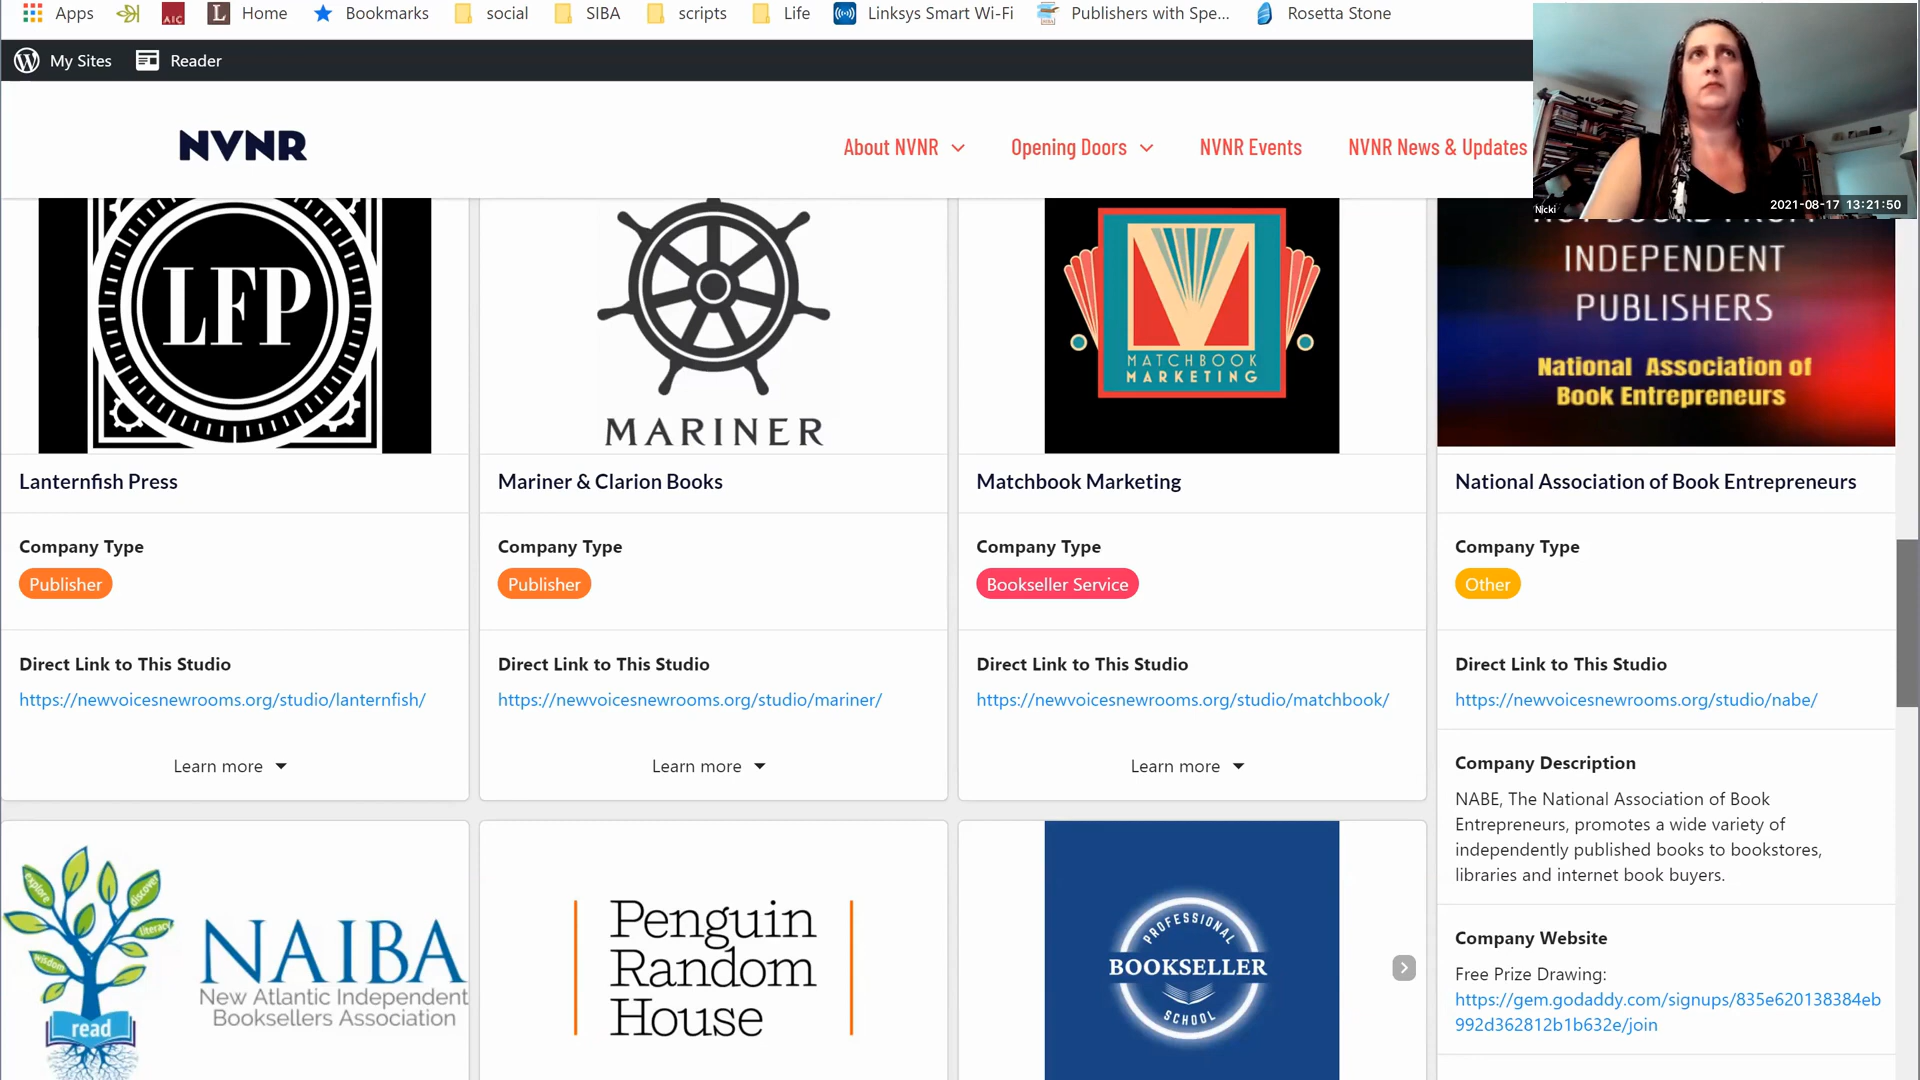 Apps
AIC
L
Home
Bookmarks
social
SIBA
scripts
Life
Linksys Smart Wi-Fi
Publishers with Spe...
Rosetta Stone
My Sites
Reader
NVNR
About NVNR
Opening Doors
NVNR Events
NVNR News & Updates
Nicki
2021-08-17 13:21:50
LFP
MARINER
MATCHBOOK
MARKETING
INDEPENDENT
PUBLISHERS
National Association of
Book Entrepreneurs
Lanternfish Press
Mariner & Clarion Books
Matchbook Marketing
National Association of Book Entrepreneurs
Company Type
Company Type
Company Type
Company Type
Publisher
Publisher
Bookseller Service
Other
Direct Link to This Studio
Direct Link to This Studio
Direct Link to This Studio
Direct Link to This Studio
https://newvoicesnewrooms.org/studio/lanternfish/
https://newvoicesnewrooms.org/studio/mariner/
https://newvoicesnewrooms.org/studio/matchbook/
https://newvoicesnewrooms.org/studio/nabe/
Learn more
Learn more
Learn more
Company Description
NABE, The National Association of Book
Entrepreneurs, promotes a wide variety of
independently published books to bookstores,
libraries and internet book buyers.
Company Website
Free Prize Drawing:
https://gem.godaddy.com/signups/835e620138384eb
992d362812b1b632e/join
explore
discover
literacy
wisdom
read
NAIBA
New Atlantic Independent
Booksellers Association
Penguin
Random
House
PROFESSIONAL
BOOKSELLER
SCHOOL